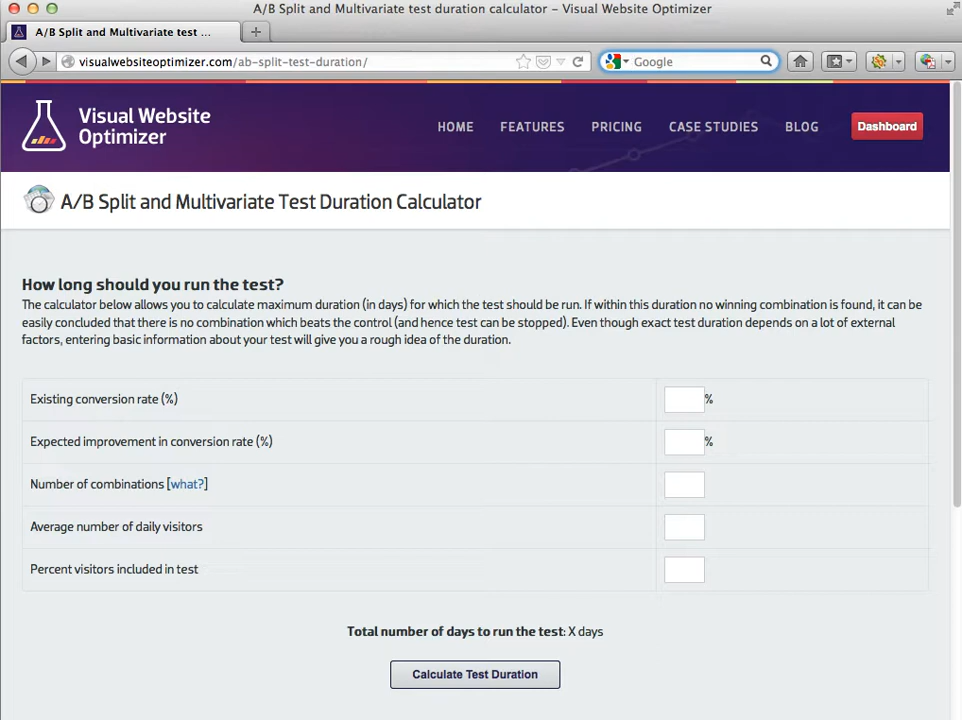 A/B Split and Multivariate test duration calculator – Visual Website Optimizer
A/B Split and Multivariate test ...
visualwebsiteoptimizer.com/ab-split-test-duration/
Google
Visual Website
Optimizer
HOME FEATURES PRICING CASE STUDIES BLOG Dashboard
A/B Split and Multivariate Test Duration Calculator
How long should you run the test?
The calculator below allows you to calculate maximum duration (in days) for which the test should be run. If within this duration no winning combination is found, it can be
easily concluded that there is no combination which beats the control (and hence test can be stopped). Even though exact test duration depends on a lot of external
factors, entering basic information about your test will give you a rough idea of the duration.
Existing conversion rate (%) %
Expected improvement in conversion rate (%) %
Number of combinations [what?]
Average number of daily visitors
Percent visitors included in test
Total number of days to run the test: X days
Calculate Test Duration